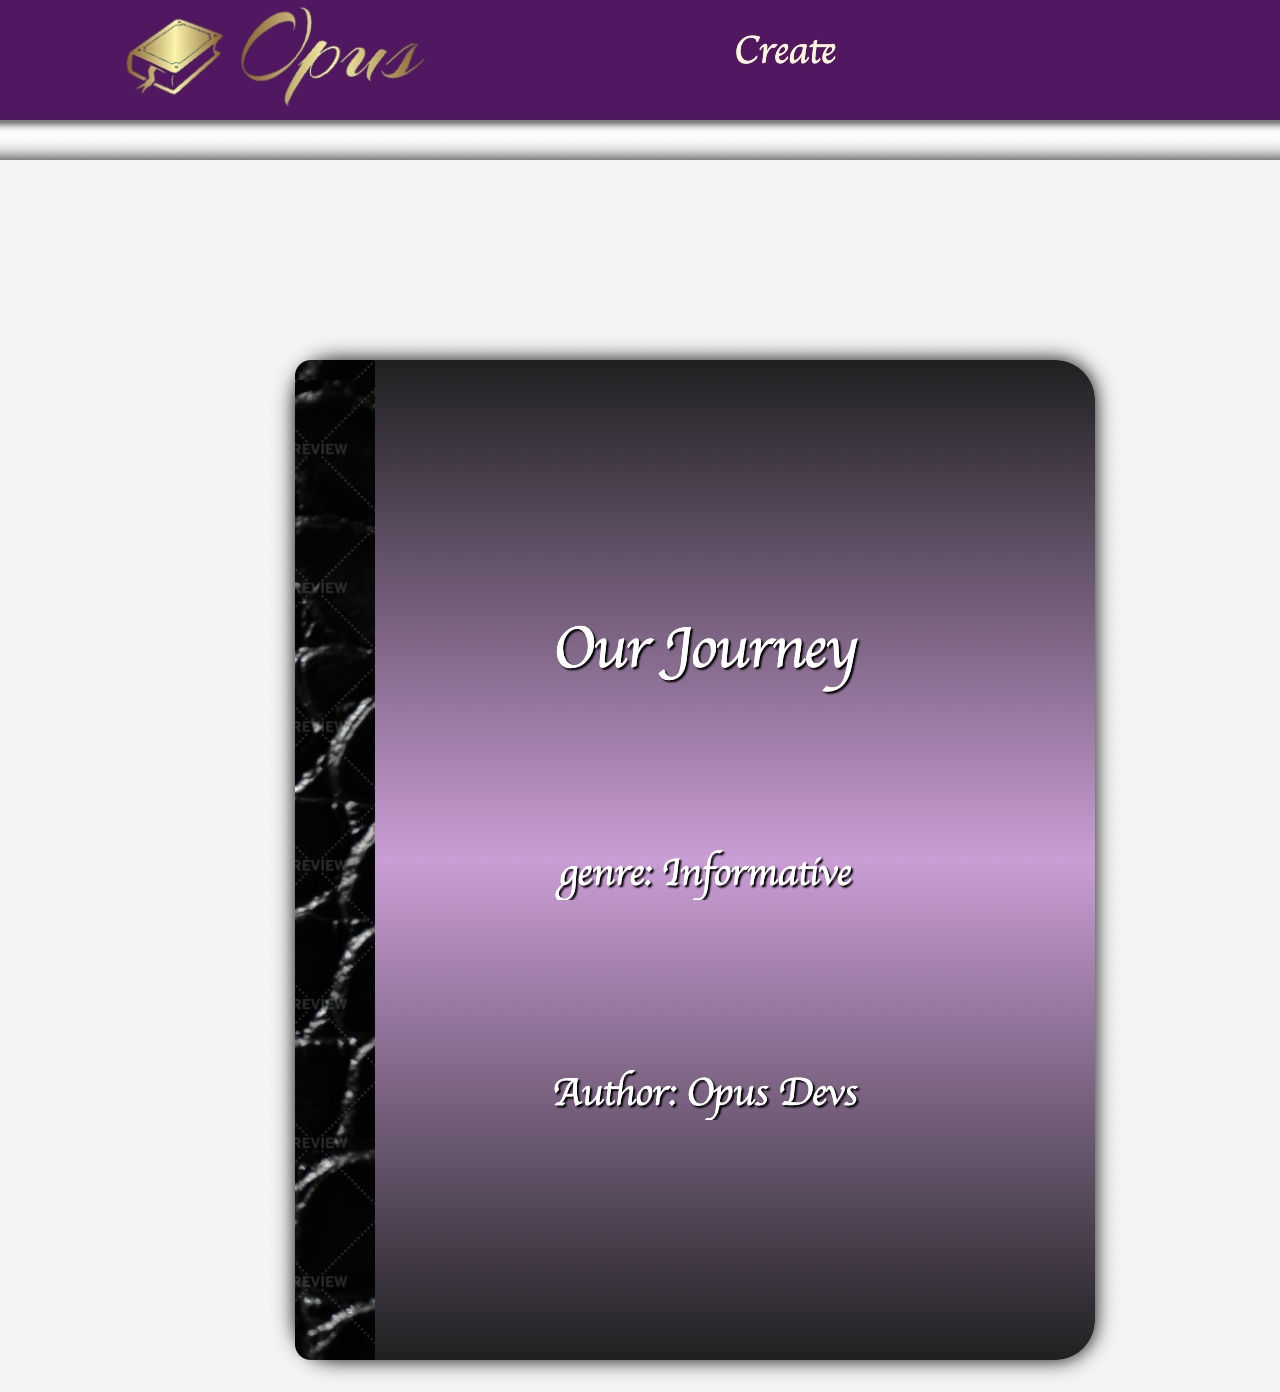 Opus
Create
REVIEW
REVIEW
Our Journey
REVIEW
REVIEW
genre: Informative
REVIEW
Author: Opus Devs
REVIEW
REVIEW